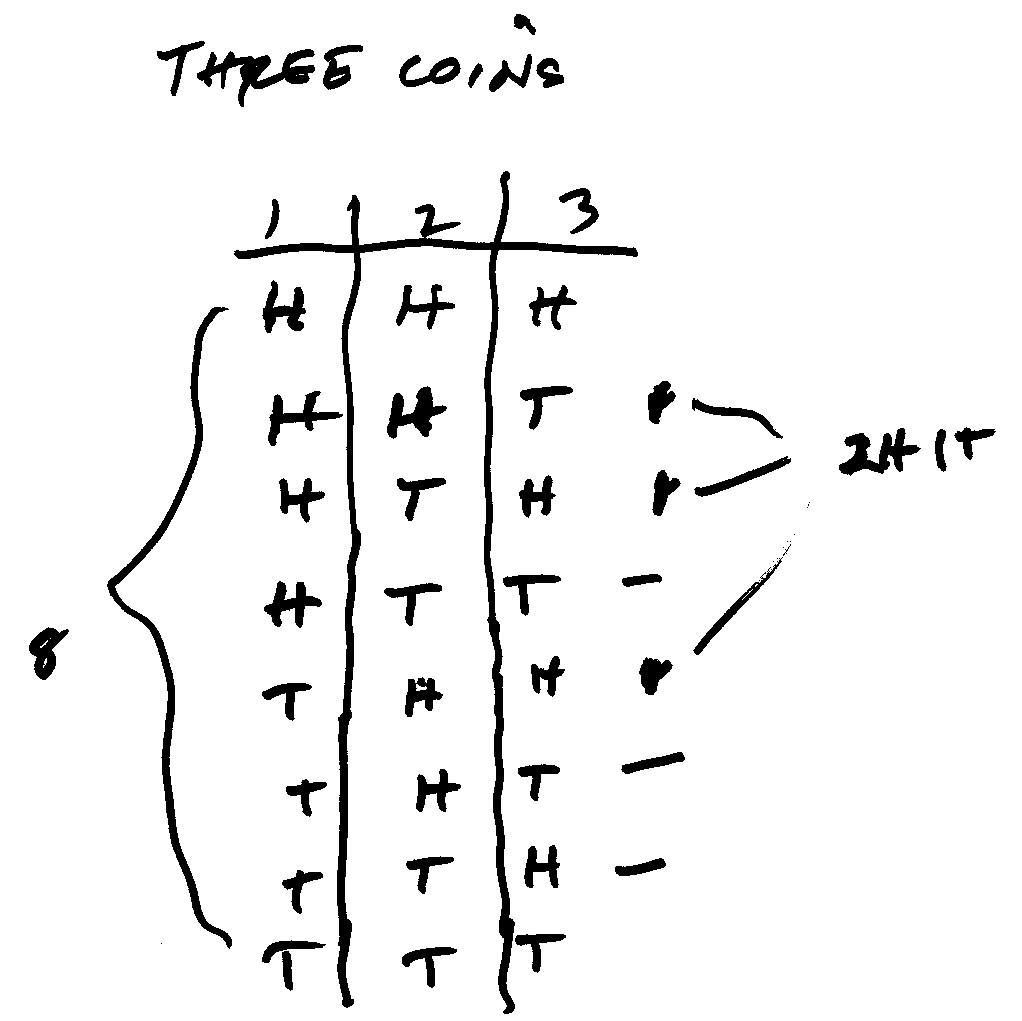 THREE COINS
1 2 3
H H H
H H T
H T H
2H 1T
H T T
8
T H H
T H T
T T H
T T T